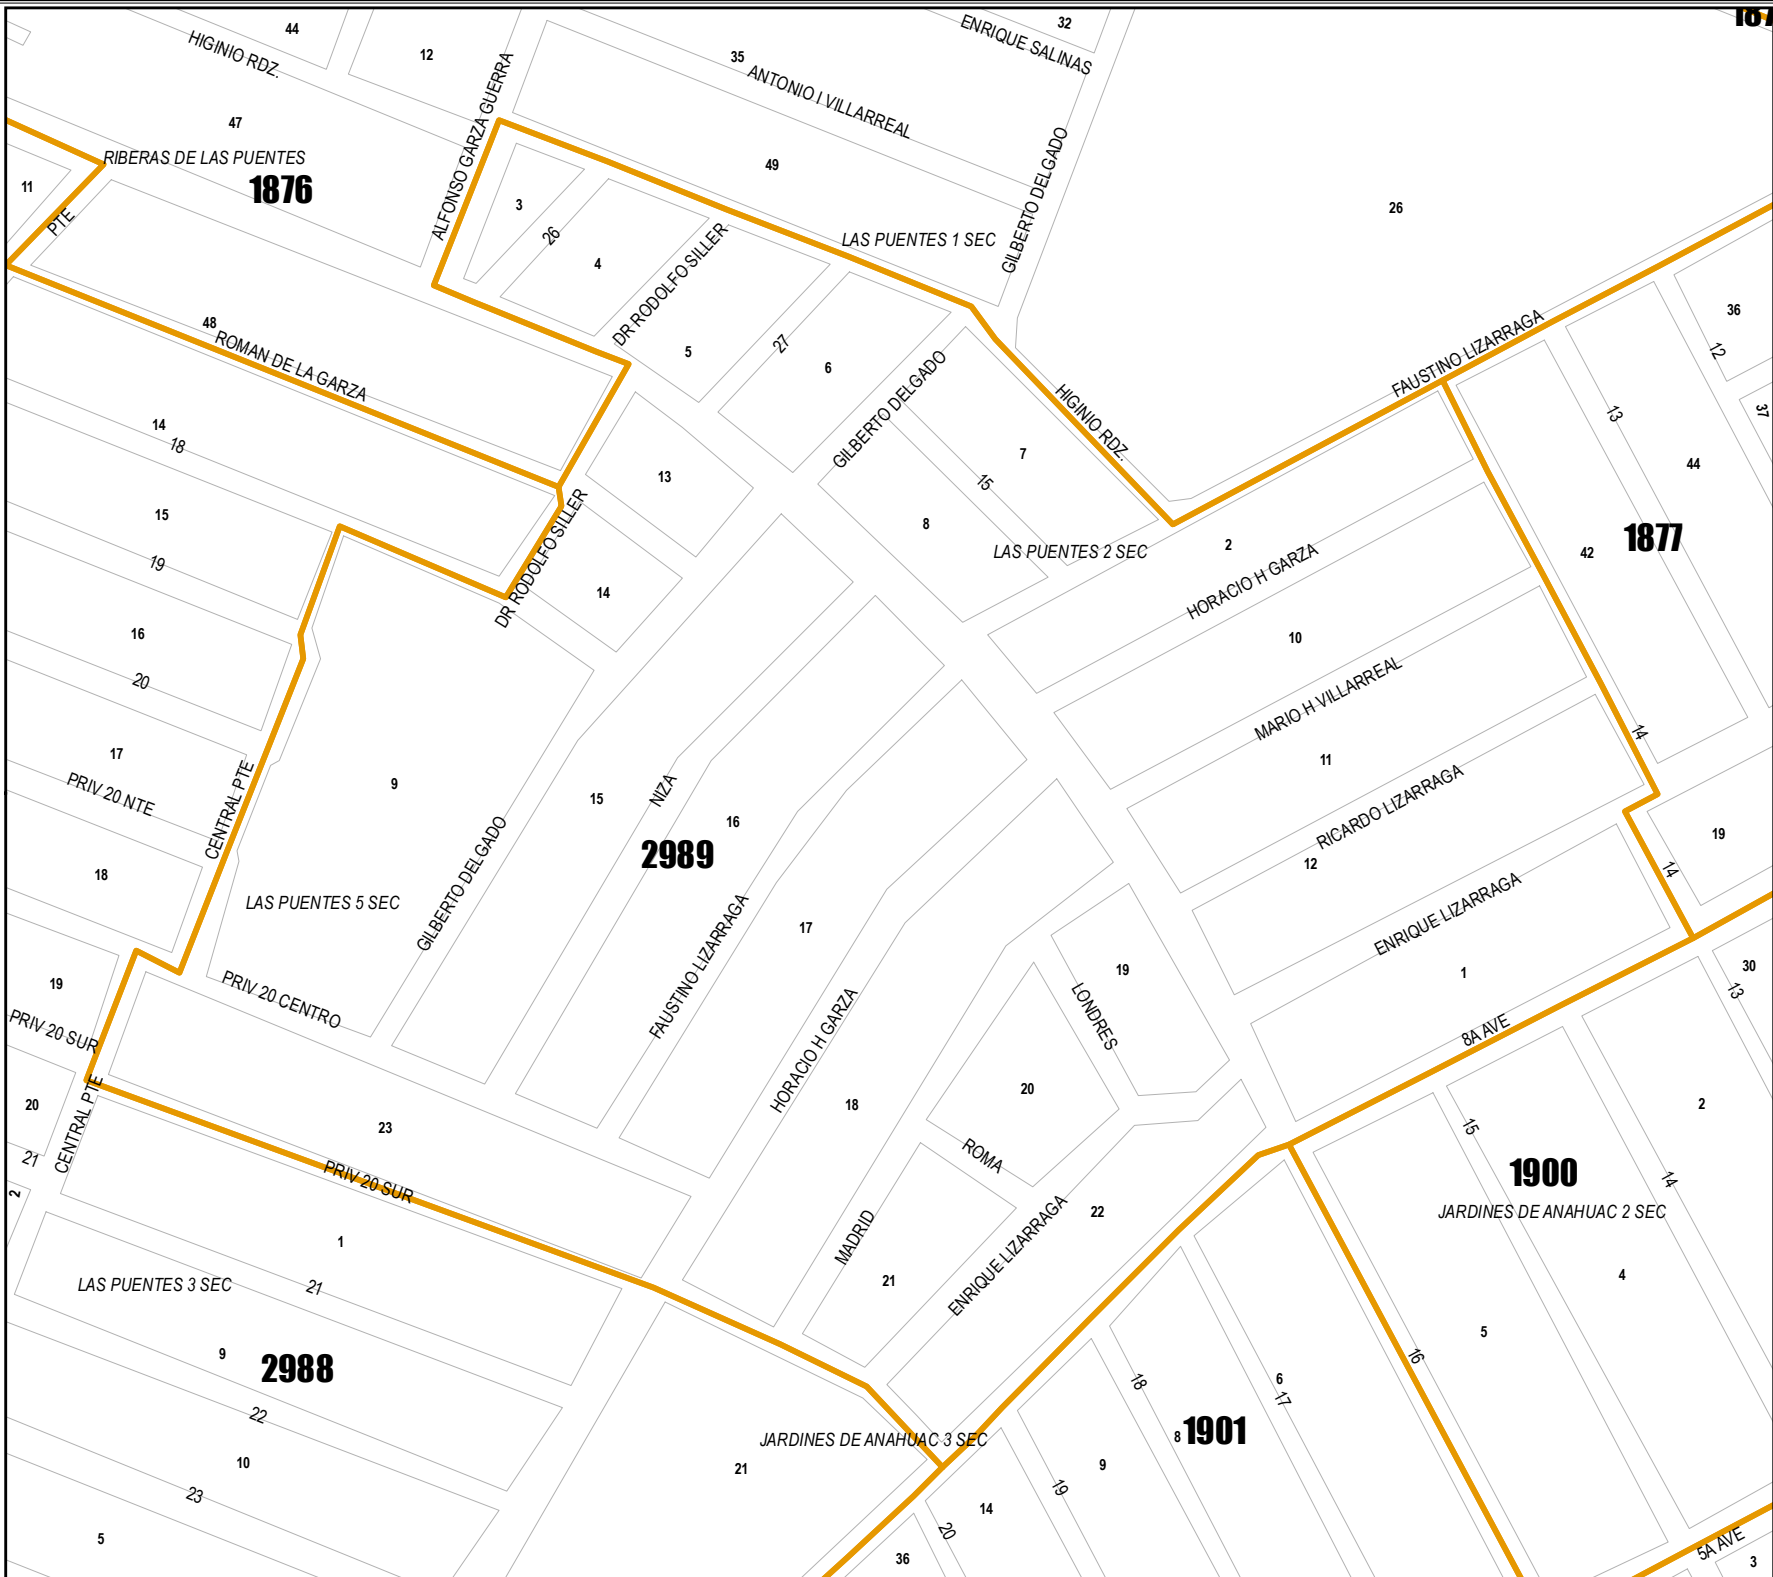 187
44
32
ENRIQUE SALINAS
HIGINIO RDZ.
12
35
ANTONIO I VILLARREAL
ALFONSO GARZA GUERRA
47
RIBERAS DE LAS PUENTES
1876
49
GILBERTO DELGADO
11
PTE
3
26
4
DR RODOLFO SILLER
LAS PUENTES 1 SEC
26
48
ROMAN DE LA GARZA
5
27
6
GILBERTO DELGADO
HIGINIO RDZ.
FAUSTINO LIZARRAGA
36
12
37
13
44
14
18
13
7
15
8
15
19
DR RODOLFO SILLER
14
LAS PUENTES 2 SEC
2
HORACIO H GARZA
42
1877
16
20
10
MARIO H VILLARREAL
14
17
PRIV 20 NTE
CENTRAL PTE
9
15
NIZA
16
2989
11
RICARDO LIZARRAGA
12
19
14
18
LAS PUENTES 5 SEC
GILBERTO DELGADO
FAUSTINO LIZARRAGA
17
ENRIQUE LIZARRAGA
1
19
PRIV 20 CENTRO
PRIV 20 SUR
HORACIO H GARZA
19
LONDRES
8A AVE
30
13
20
CENTRAL PTE
21
23
18
20
ROMA
15
2
1900
14
JARDINES DE ANAHUAC 2 SEC
2
PRIV 20 SUR
MADRID
22
ENRIQUE LIZARRAGA
21
1
LAS PUENTES 3 SEC
21
4
5
16
9
2988
22
18
6
17
8
1901
JARDINES DE ANAHUAC 3 SEC
21
10
23
9
19
14
20
5
36
5A AVE
3